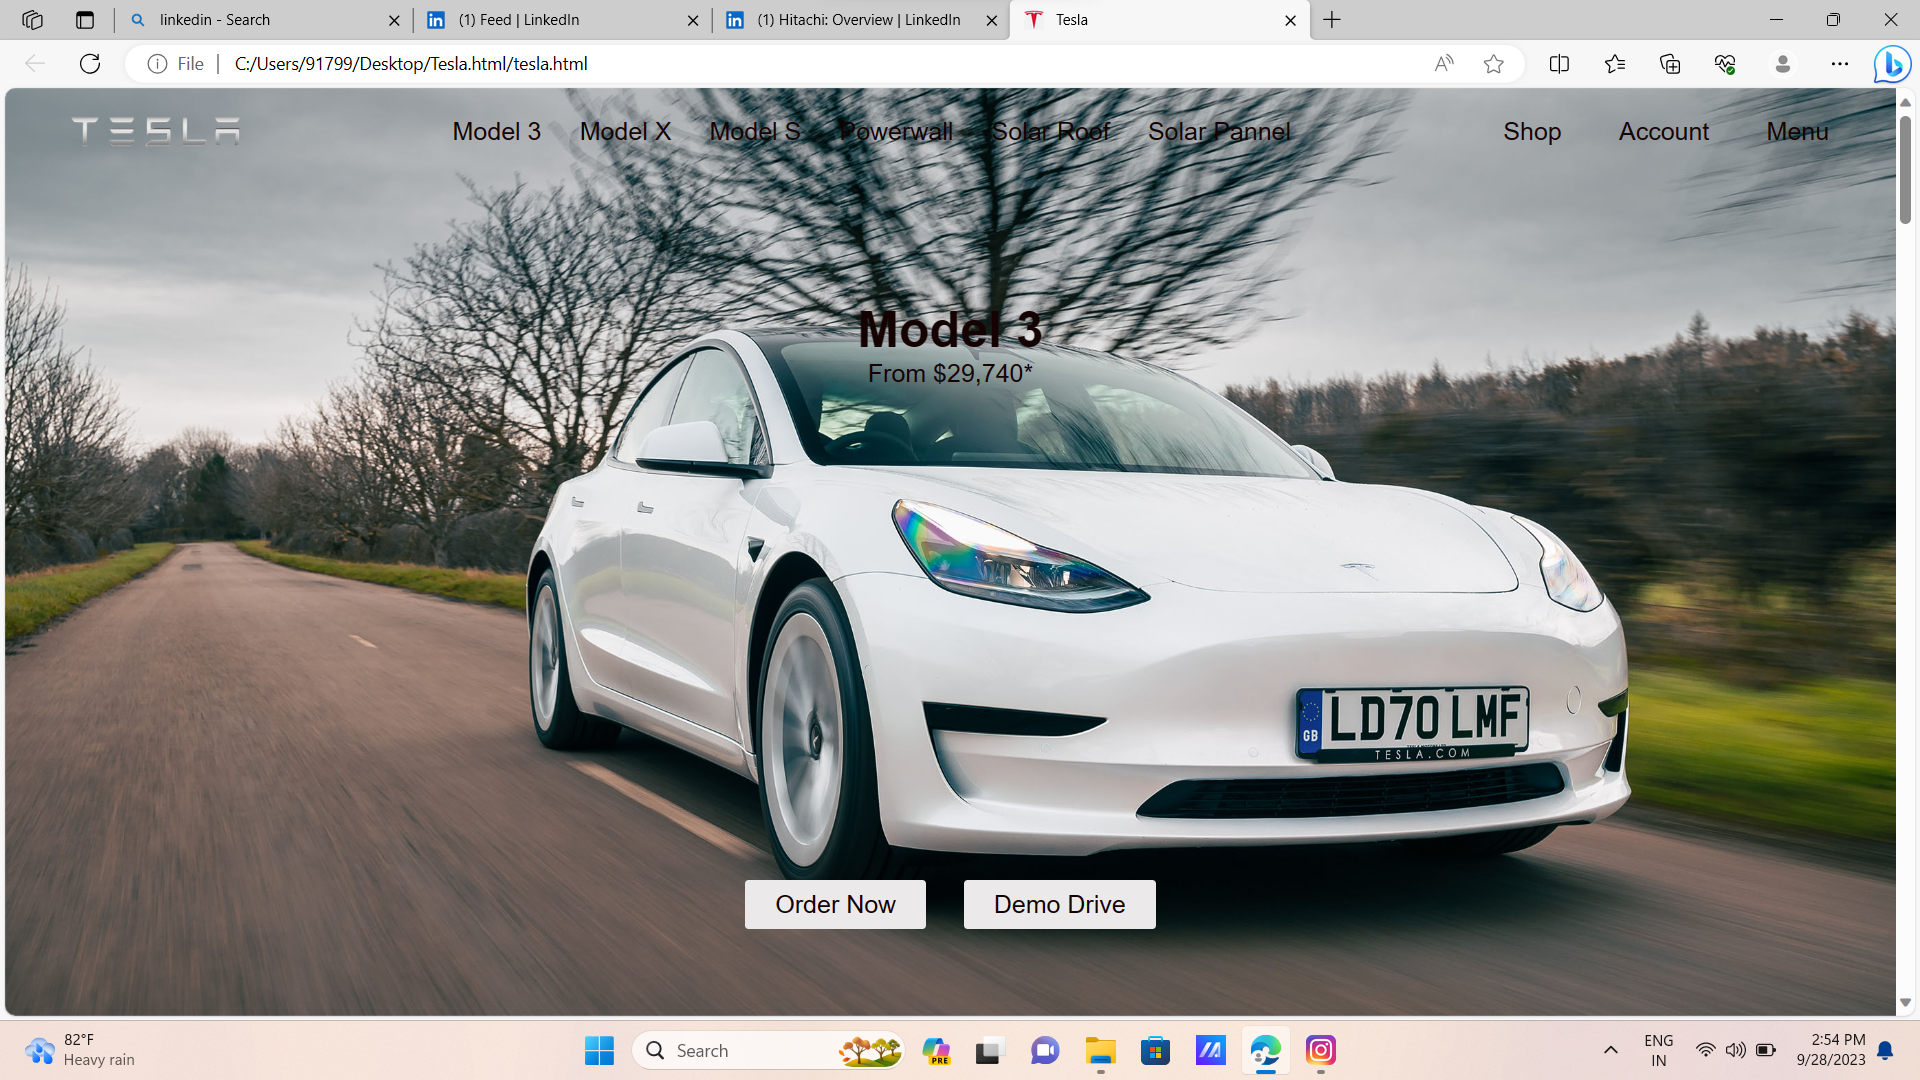 linkedin - Search
(1) Feed | LinkedIn
(1) Hitachi: Overview | LinkedIn
Tesla
File
C:/Users/91799/Desktop/Tesla.html/tesla.html
TESLA
Model 3 Model X Model S Powerwall Solar Roof Solar Pannel Shop Account Menu
Model 3
From $29,740*
GB LD70 LMF
TESLA.COM
Order Now Demo Drive
82°F
Heavy rain
Search
PRE
ENG
IN
2:54 PM
9/28/2023